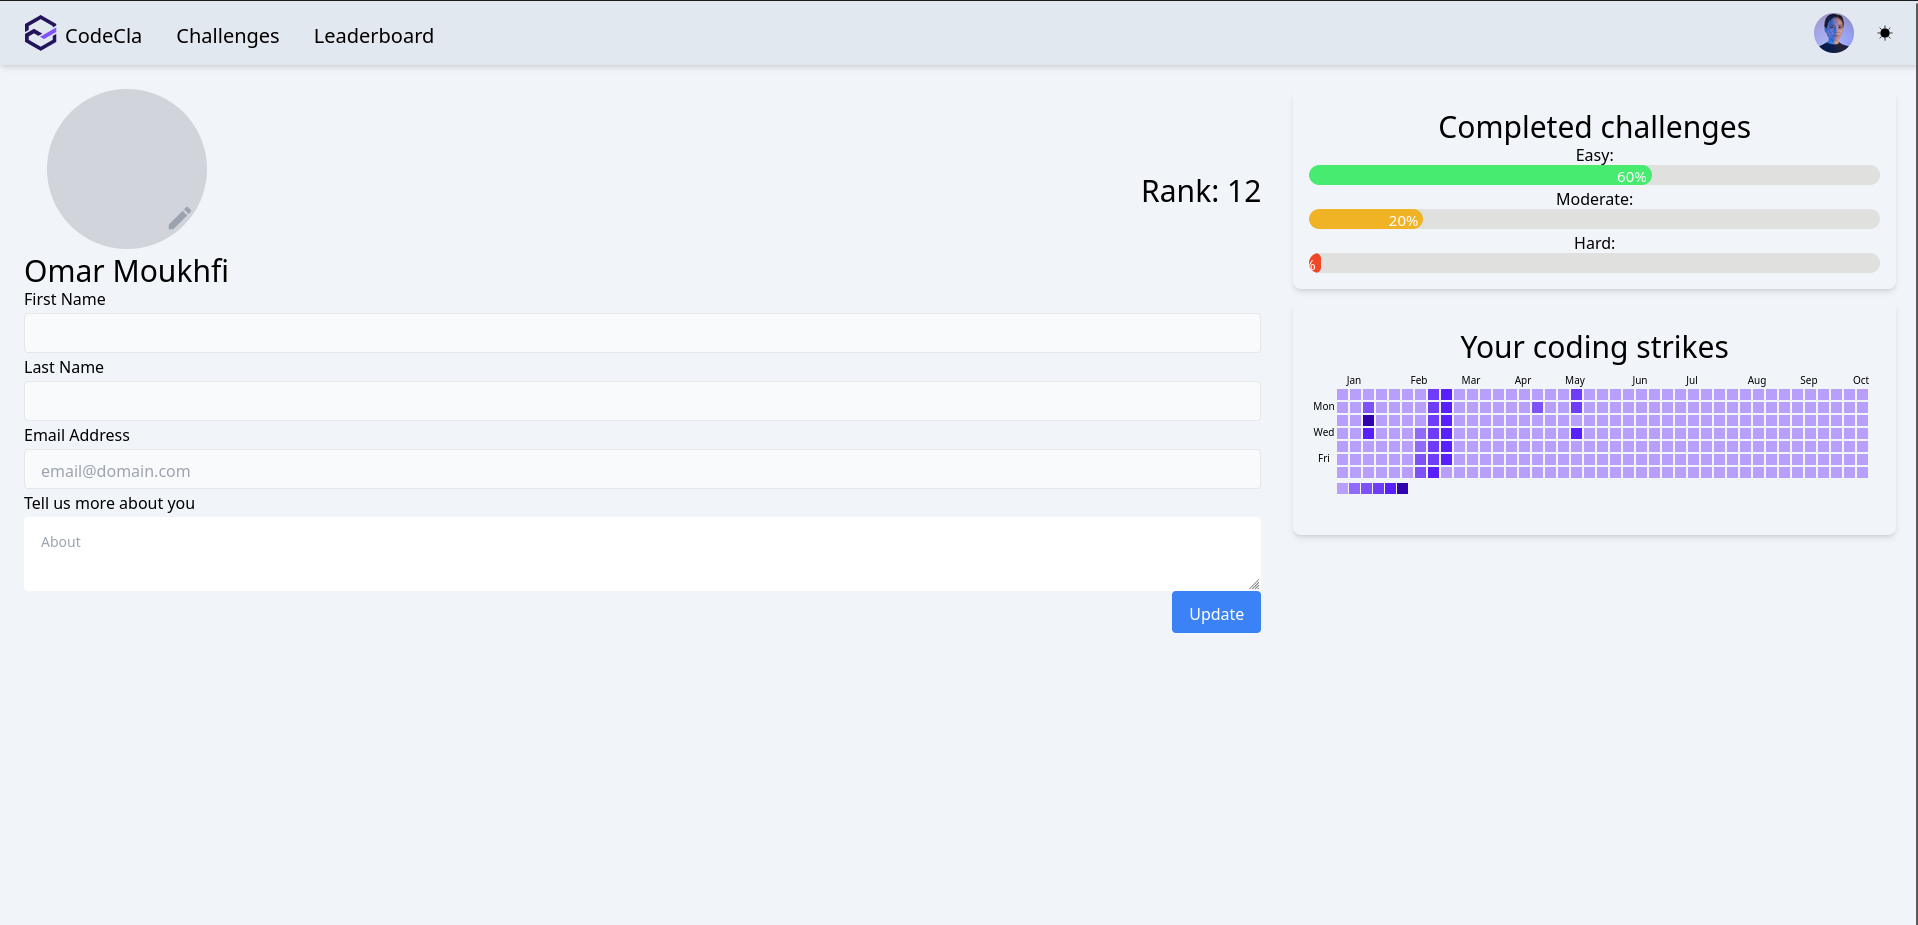 CodeCla Challenges Leaderboard
Rank: 12
Omar Moukhfi
First Name
Last Name
Email Address
email@domain.com
Tell us more about you
About
Update
Completed challenges
Easy:
60%
Moderate:
20%
Hard:
Your coding strikes
Jan Feb Mar Apr May Jun Jul Aug Sep Oct
Mon
Wed
Fri